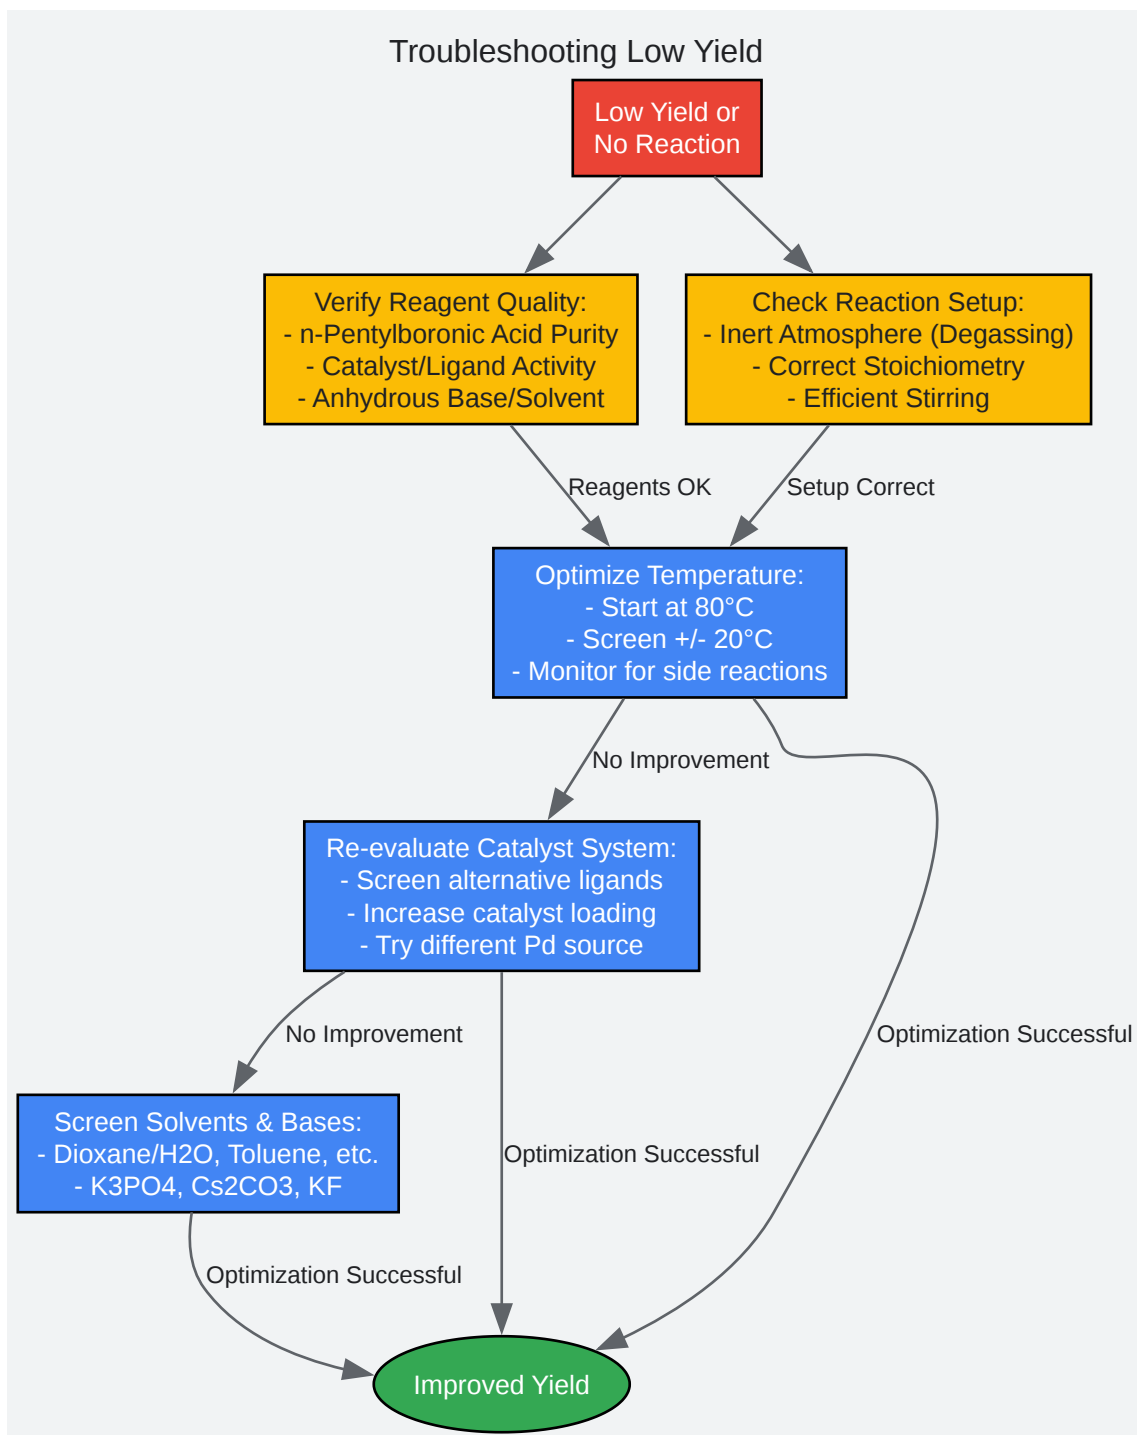 Troubleshooting Low Yield
Low Yield or
No Reaction
Verify Reagent Quality:
- n-Pentylboronic Acid Purity
- Catalyst/Ligand Activity
- Anhydrous Base/Solvent
Check Reaction Setup:
- Inert Atmosphere (Degassing)
- Correct Stoichiometry
- Efficient Stirring
Reagents OK
Setup Correct
Optimize Temperature:
- Start at 80°C
- Screen +/- 20°C
- Monitor for side reactions
No Improvement
Re-evaluate Catalyst System:
- Screen alternative ligands
- Increase catalyst loading
- Try different Pd source
No Improvement
Optimization Successful
Screen Solvents & Bases:
- Dioxane/H2O, Toluene, etc.
- K3PO4, Cs2CO3, KF
Optimization Successful
Optimization Successful
Improved Yield